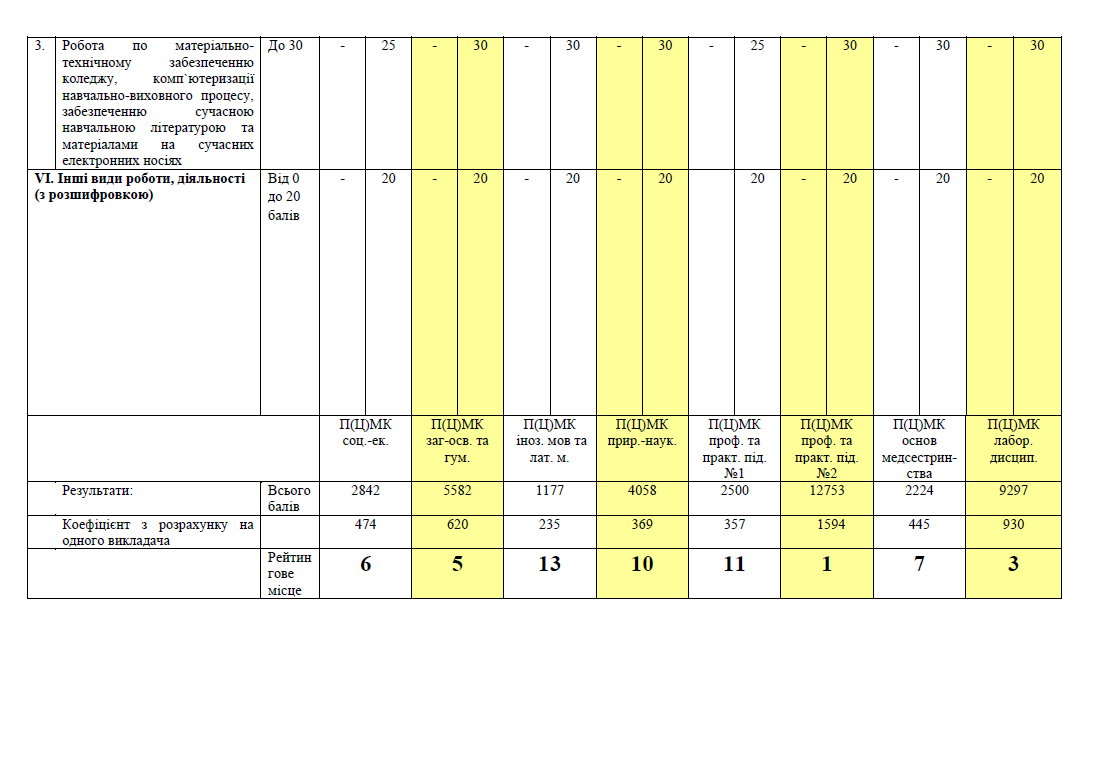 3. Робота по матеріально- До 30 - 25 - 30 - 30 - 30 - 25 - 30 - 30 - 30
технічному забезпеченню
коледжу, комп`ютеризації
навчально-виховного процесу,
забезпеченню сучасною
навчальною літературою та
матеріалами на сучасних
електронних носіях
VI. Інші види роботи, діяльності Від 0 - 20 - 20 - 20 - 20 20 - 20 - 20 - 20
(з розшифровкою) до 20
балів
П(Ц)МК П(Ц)МК П(Ц)МК П(Ц)МК П(Ц)МК П(Ц)МК П(Ц)МК П(Ц)МК
соц.-ек. заг-осв. та іноз. мов та прир.-наук. проф. та проф. та основ лабор.
гум. лат. м. практ. під. практ. під. медсестрин- дисцип.
№1 №2 ства
Результати: Всього 2842 5582 1177 4058 2500 12753 2224 9297
балів
Коефіцієнт з розрахунку на 474 620 235 369 357 1594 445 930
одного викладача
Рейтин 6 5 13 10 11 1 7 3
гове
місце